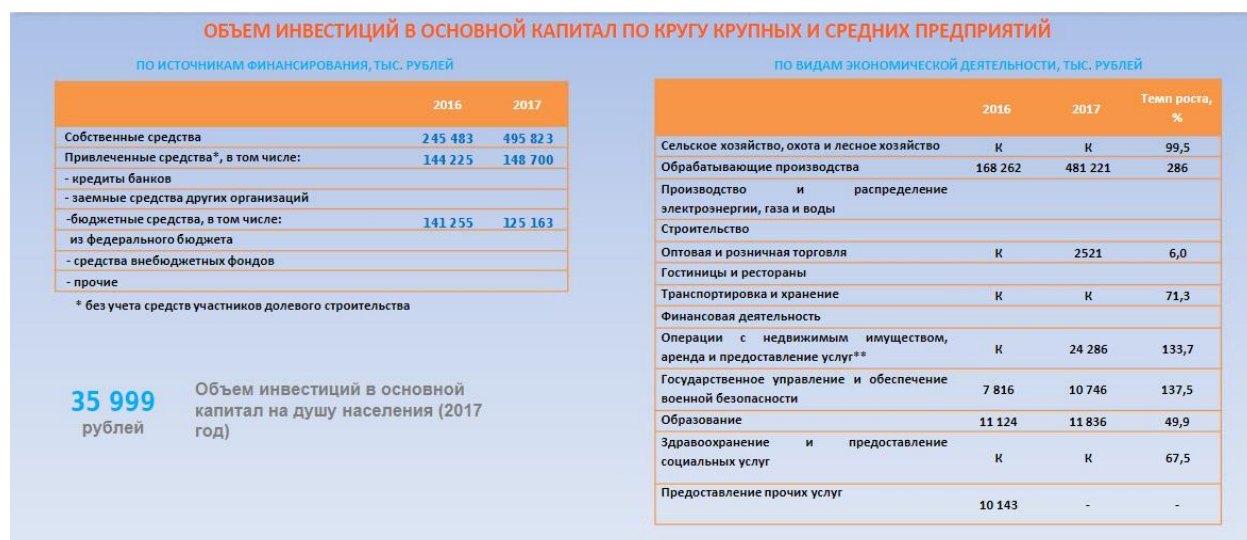 ОБЪЕМ ИНВЕСТИЦИЙ В ОСНОВНОЙ КАПИТАЛ ПО КРУГУ КРУПНЫХ И СРЕДНИХ ПРЕДПРИЯТИЙ
ПО ИСТОЧНИКАМ ФИНАНСИРОВАНИЯ, ТЫС. РУБЛЕЙ
2016 2017
Собственные средства 245 483 495 823
Привлеченные средства*, в том числе: 144 225 148 700
- кредиты банков
- заемные средства других организаций
-бюджетные средства, в том числе: 141 255 125 163
из федерального бюджета
- средства внебюджетных фондов
- прочие
* без учета средств участников долевого строительства
35 999
рублей
Объем инвестиций в основной
капитал на душу населения (2017
год)
ПО ВИДАМ ЭКОНОМИЧЕСКОЙ ДЕЯТЕЛЬНОСТИ, ТЫС. РУБЛЕЙ
2016 2017 Темп роста,
%
Сельское хозяйство, охота и лесное хозяйство К К 99,5
Обрабатывающие производства 168 262 481 221 286
Производство и распределение
электроэнергии, газа и воды
Строительство
Оптовая и розничная торговля К 2521 6,0
Гостиницы и рестораны
Транспортировка и хранение К К 71,3
Финансовая деятельность
Операции с недвижимым имуществом,
аренда и предоставление услуг** К 24 286 133,7
Государственное управление и обеспечение
военной безопасности 7 816 10 746 137,5
Образование 11 124 11 836 49,9
Здравоохранение и предоставление
социальных услуг К К 67,5
Предоставление прочих услуг
10 143 - -